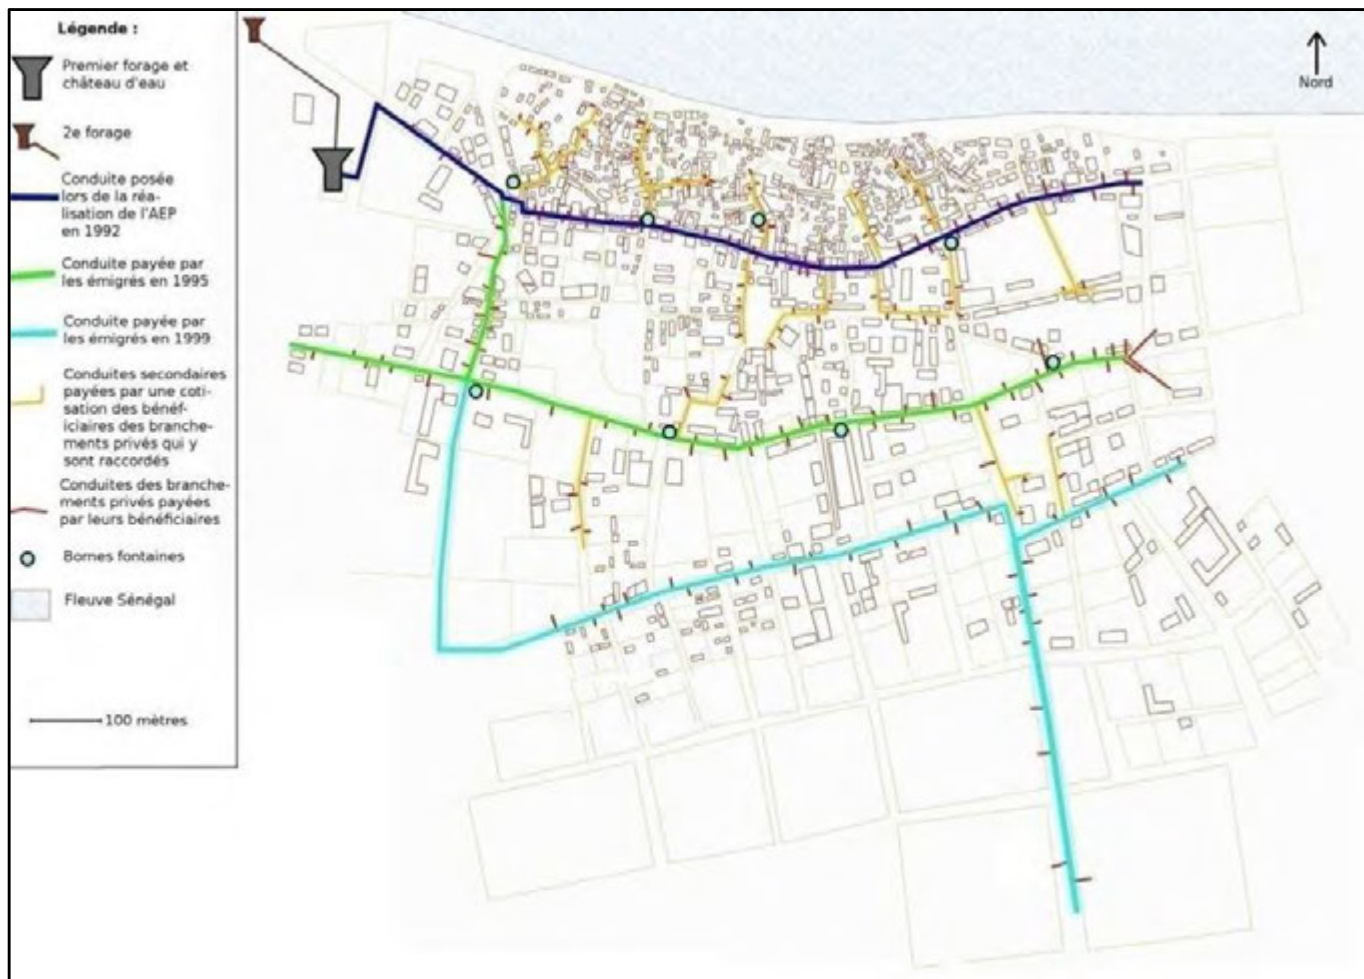 Légende :
Premier forage et
château d'eau
2e forage
Conduite posée
lors de la réa-
lisation de l'AEP
en 1992
Conduite payée par
les émigrés en 1995
Conduite payée par
les émigrés en 1999
Conduites secondaires
payées par une coti-
sation des bénéf-
iciaires des branche-
ments privés qui y
sont raccordés
Conduites des branche-
ments privés payées
par leurs bénéficiaires
Bornes fontaines
Fleuve Sénégal
100 mètres
Nord